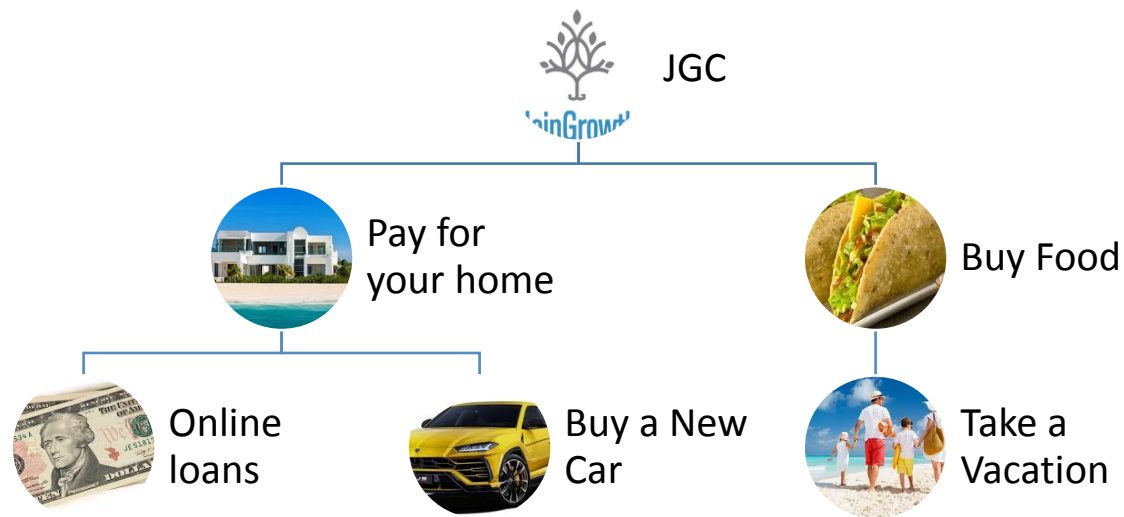 JGC
Pay for
your home
Buy Food
Online
loans
Buy a New
Car
Take a
Vacation